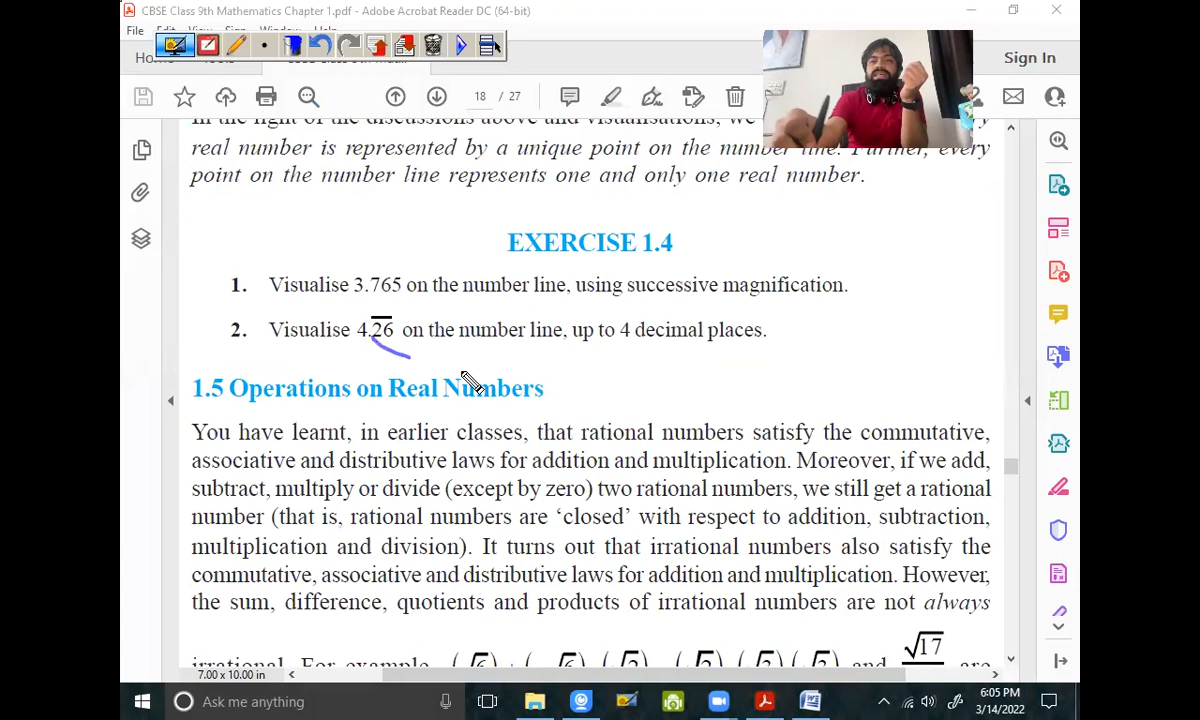 CBSE Class 9th Mathematics Chapter 1.pdf - Adobe Acrobat Reader DC (64-bit)
File
Sign In
18 / 27
real number is represented by a unique point on the number line. Further, every
point on the number line represents one and only one real number.
EXERCISE 1.4
1. Visualise 3.765 on the number line, using successive magnification.
2. Visualise 4.2̅6̅ on the number line, up to 4 decimal places.
1.5 Operations on Real Numbers
You have learnt, in earlier classes, that rational numbers satisfy the commutative,
associative and distributive laws for addition and multiplication. Moreover, if we add,
subtract, multiply or divide (except by zero) two rational numbers, we still get a rational
number (that is, rational numbers are ‘closed’ with respect to addition, subtraction,
multiplication and division). It turns out that irrational numbers also satisfy the
commutative, associative and distributive laws for addition and multiplication. However,
the sum, difference, quotients and products of irrational numbers are not always
irrational. For example, √17 and are
7.00 x 10.00 in
Ask me anything
6:05 PM
3/14/2022